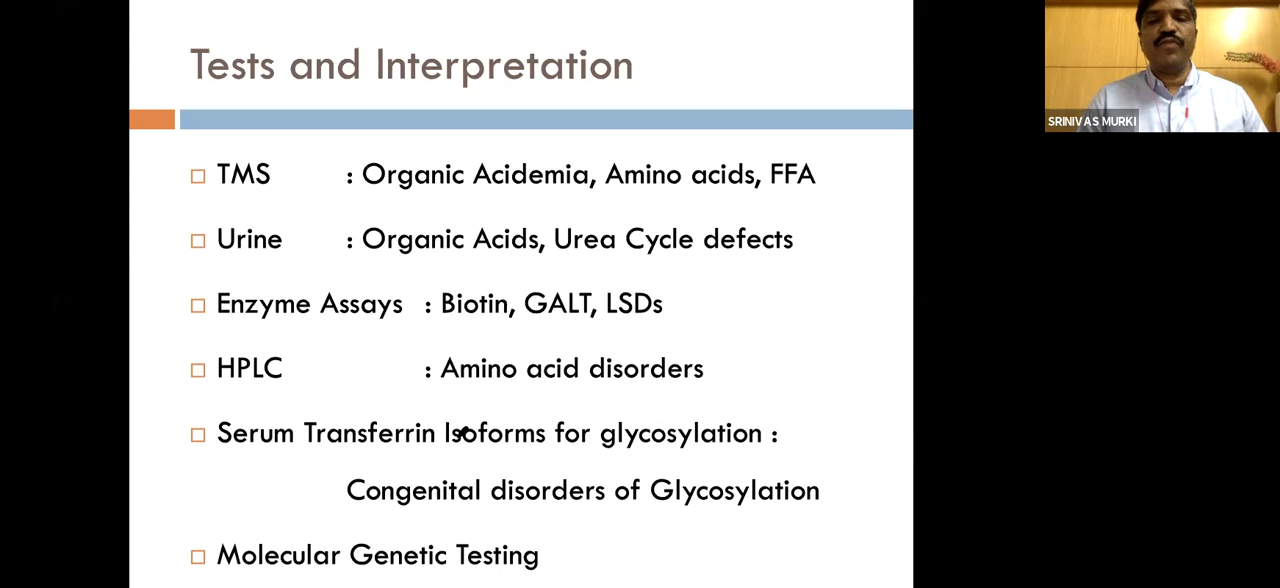 Tests and Interpretation
SRINIVAS MURKI
TMS : Organic Acidemia, Amino acids, FFA
Urine : Organic Acids, Urea Cycle defects
Enzyme Assays : Biotin, GALT, LSDs
HPLC : Amino acid disorders
Serum Transferrin Isoforms for glycosylation :
Congenital disorders of Glycosylation
Molecular Genetic Testing